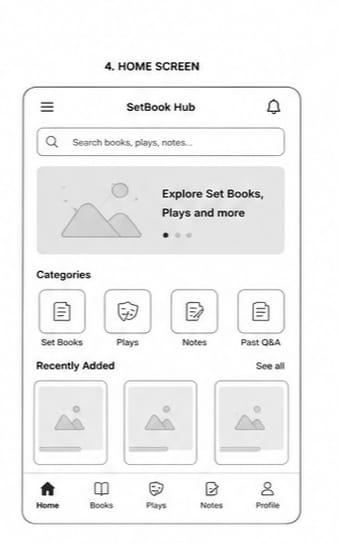 4. HOME SCREEN
SetBook Hub
Search books, plays, notes...
Explore Set Books,
Plays and more
Categories
Set Books Plays Notes Past Q&A
Recently Added See all
Home Books Plays Notes Profile